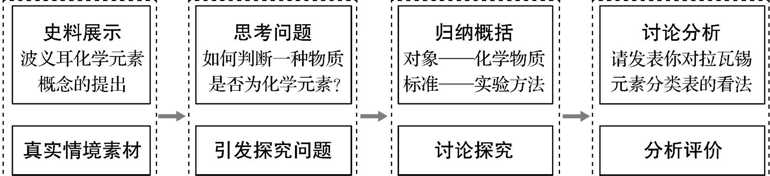 史料展示
波义耳化学元素
概念的提出
真实情境素材
思考问题
如何判断一种物质
是否为化学元素?
引发探究问题
归纳概括
对象——化学物质
标准——实验方法
讨论探究
讨论分析
请发表你对拉瓦锡
元素分类表的看法
分析评价